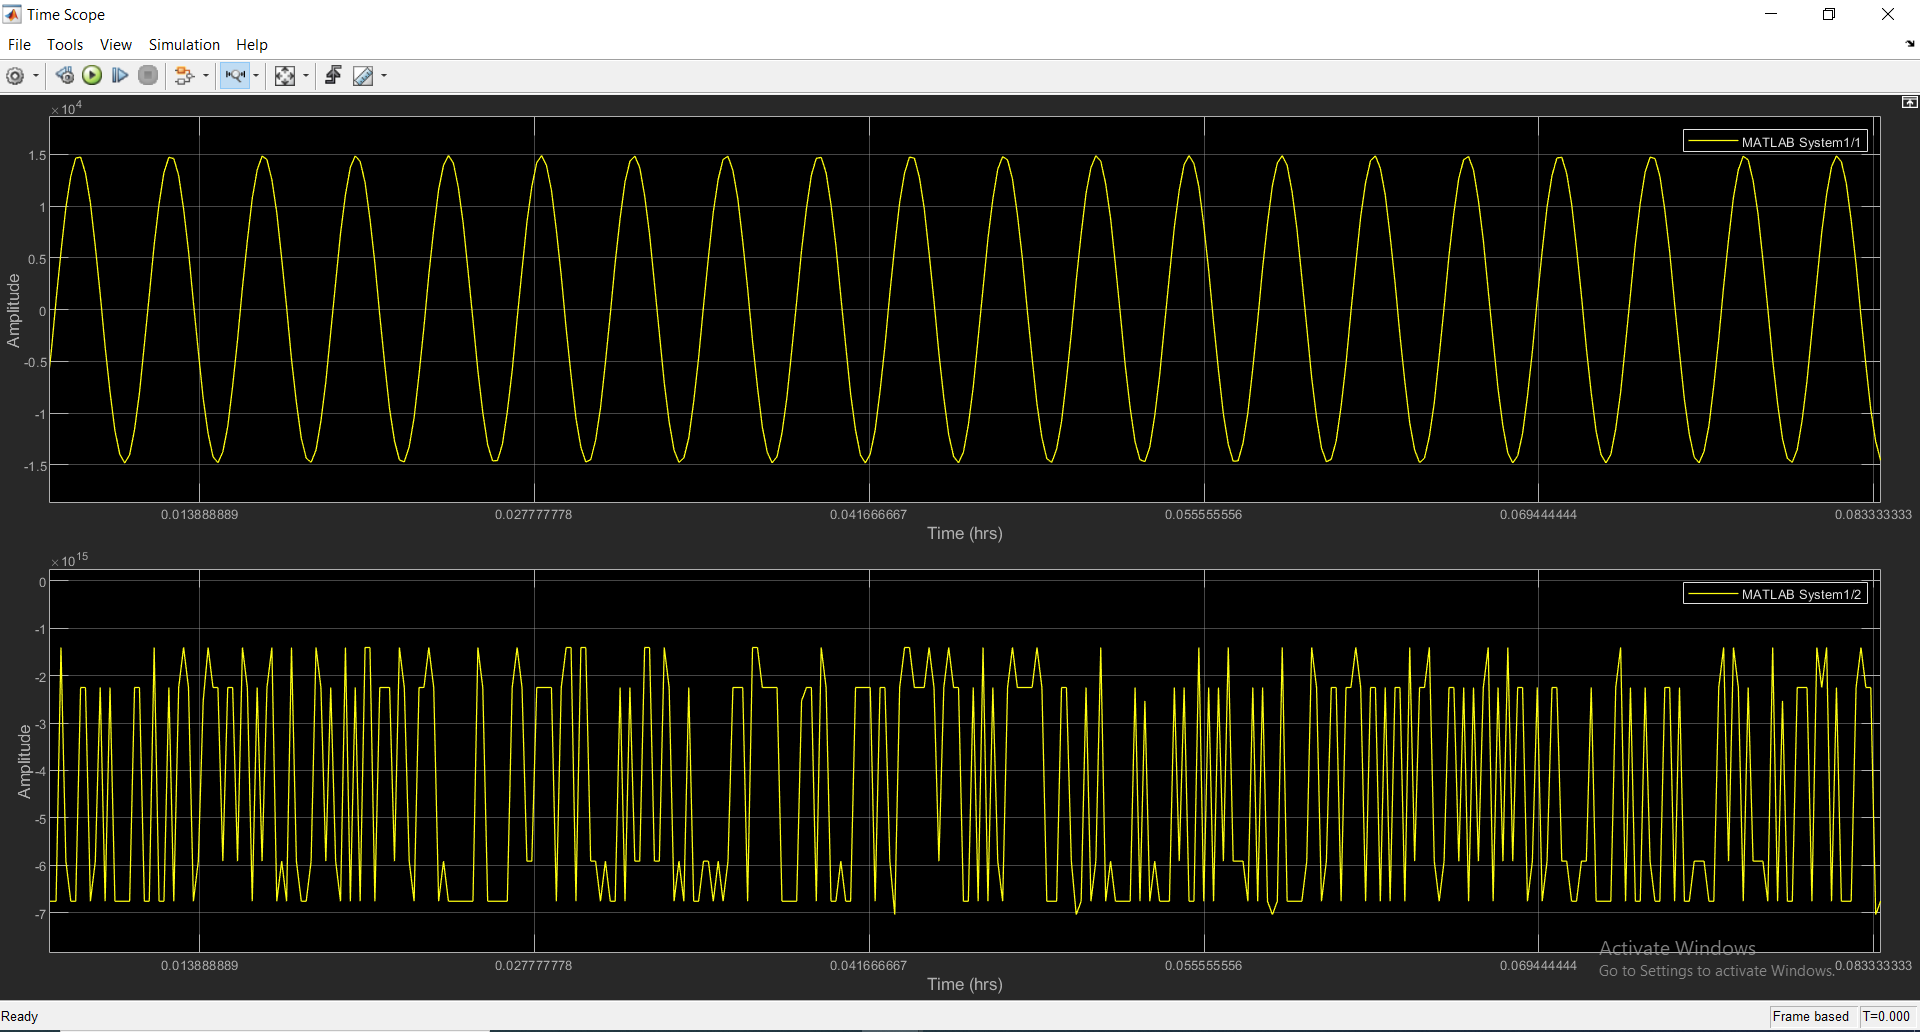 Time Scope
File Tools View Simulation Help
×10^4
MATLAB System1/1
1.5
1
0.5
0
-0.5
-1
-1.5
Amplitude
0.013888889 0.027777778 0.041666667 0.055555556 0.069444444 0.083333333
Time (hrs)
×10^15
MATLAB System1/2
0
-1
-2
-3
-4
-5
-6
-7
Amplitude
0.013888889 0.027777778 0.041666667 0.055555556 0.069444444 0.083333333
Time (hrs)
Activate Windows
Go to Settings to activate Windows.
Ready Frame based T=0.000